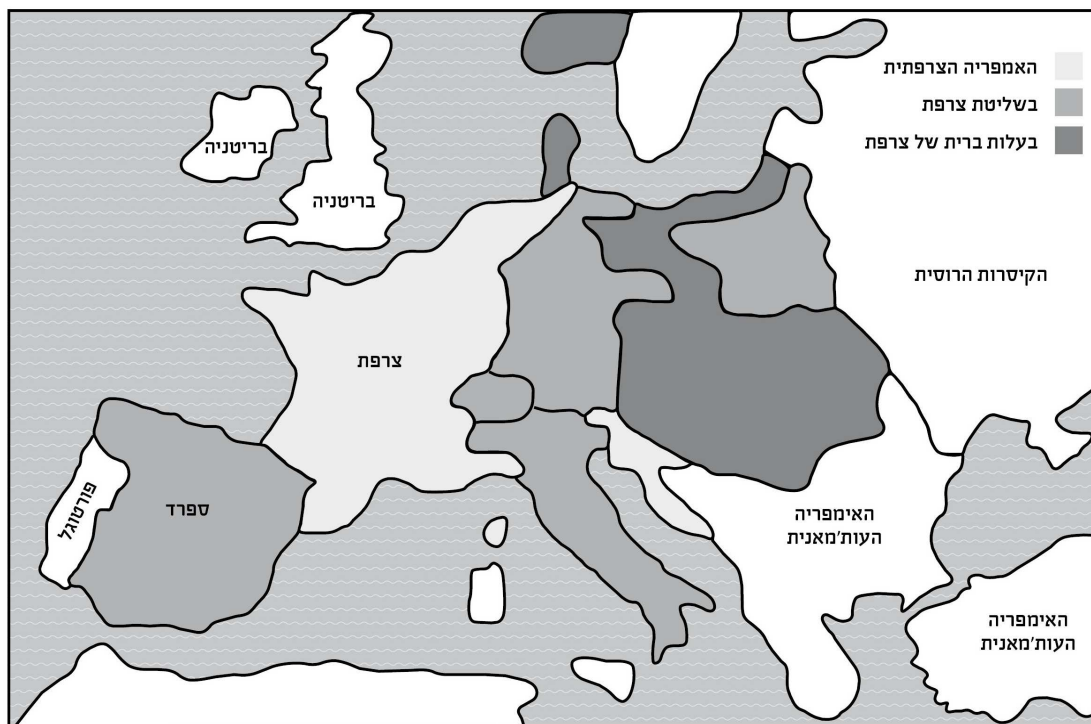 האמפריה הצרפתית
בשליטת צרפת
בעלות ברית של צרפת
בריטניה
בריטניה
הקיסרות הרוסית
צרפת
ספרד
פורטוגל
האימפריה
העות'מאנית
האימפריה
העות'מאנית